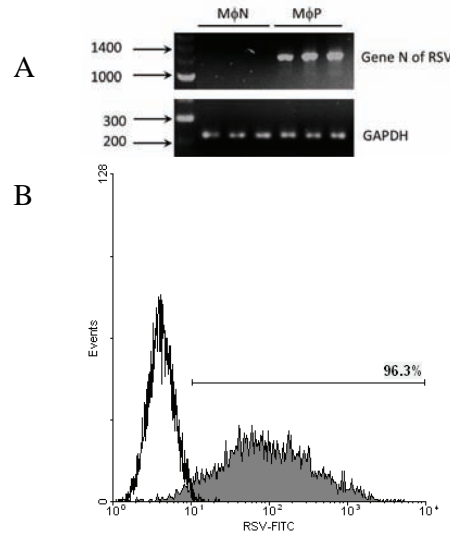 A
MϕN MϕP
1400
1000
Gene N of RSV
300
200
GAPDH
B
128
Events
0
96.3%
10⁰ 10¹ 10² 10³ 10⁴
RSV-FITC